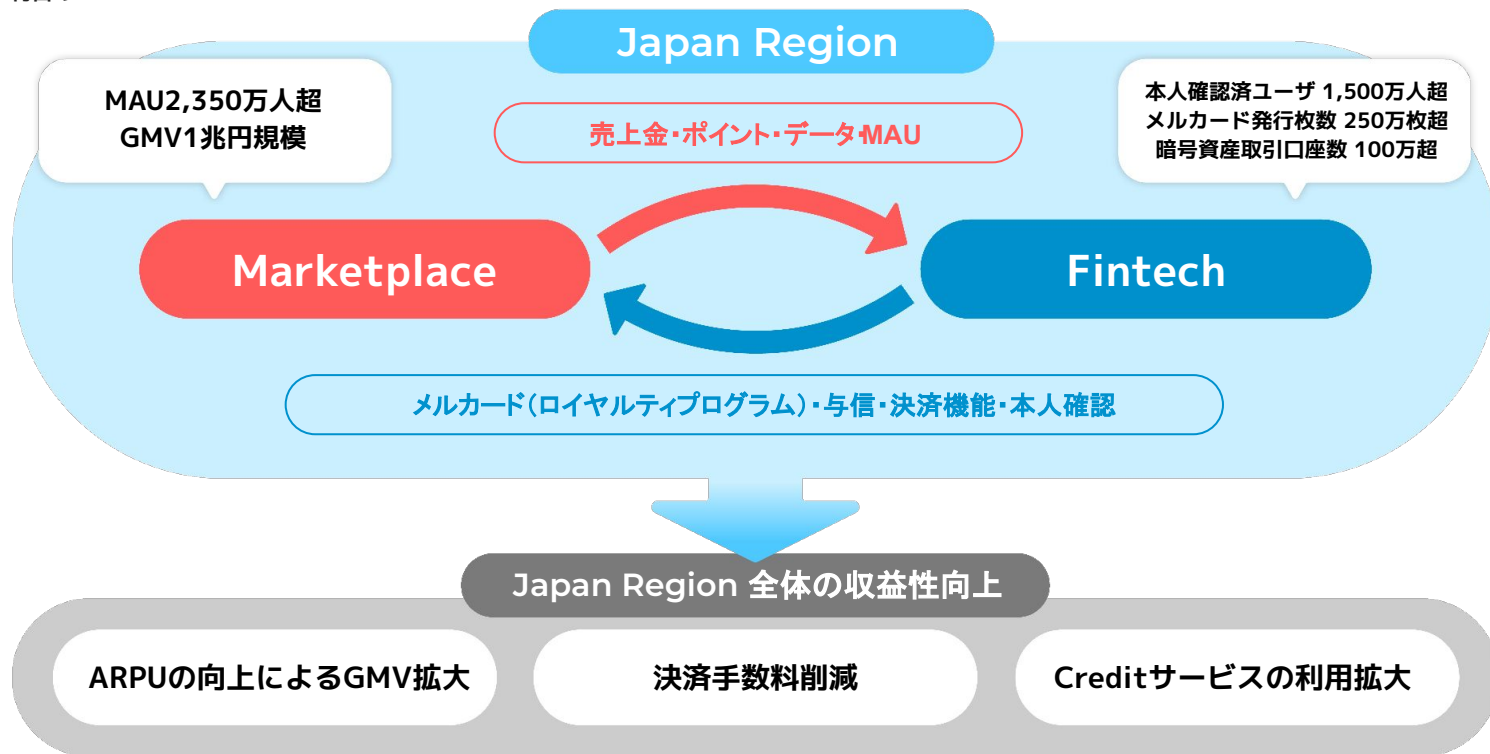 Japan Region
MAU2,350万人超
GMV1兆円規模
本人確認済ユーザ 1,500万人超
メルカード発行枚数 250万枚超
暗号資産取引口座数 100万超
売上金・ポイント・データ・MAU
Marketplace
Fintech
メルカード（ロイヤルティプログラム）・与信・決済機能・本人確認
Japan Region 全体の収益性向上
ARPUの向上によるGMV拡大
決済手数料削減
Creditサービスの利用拡大